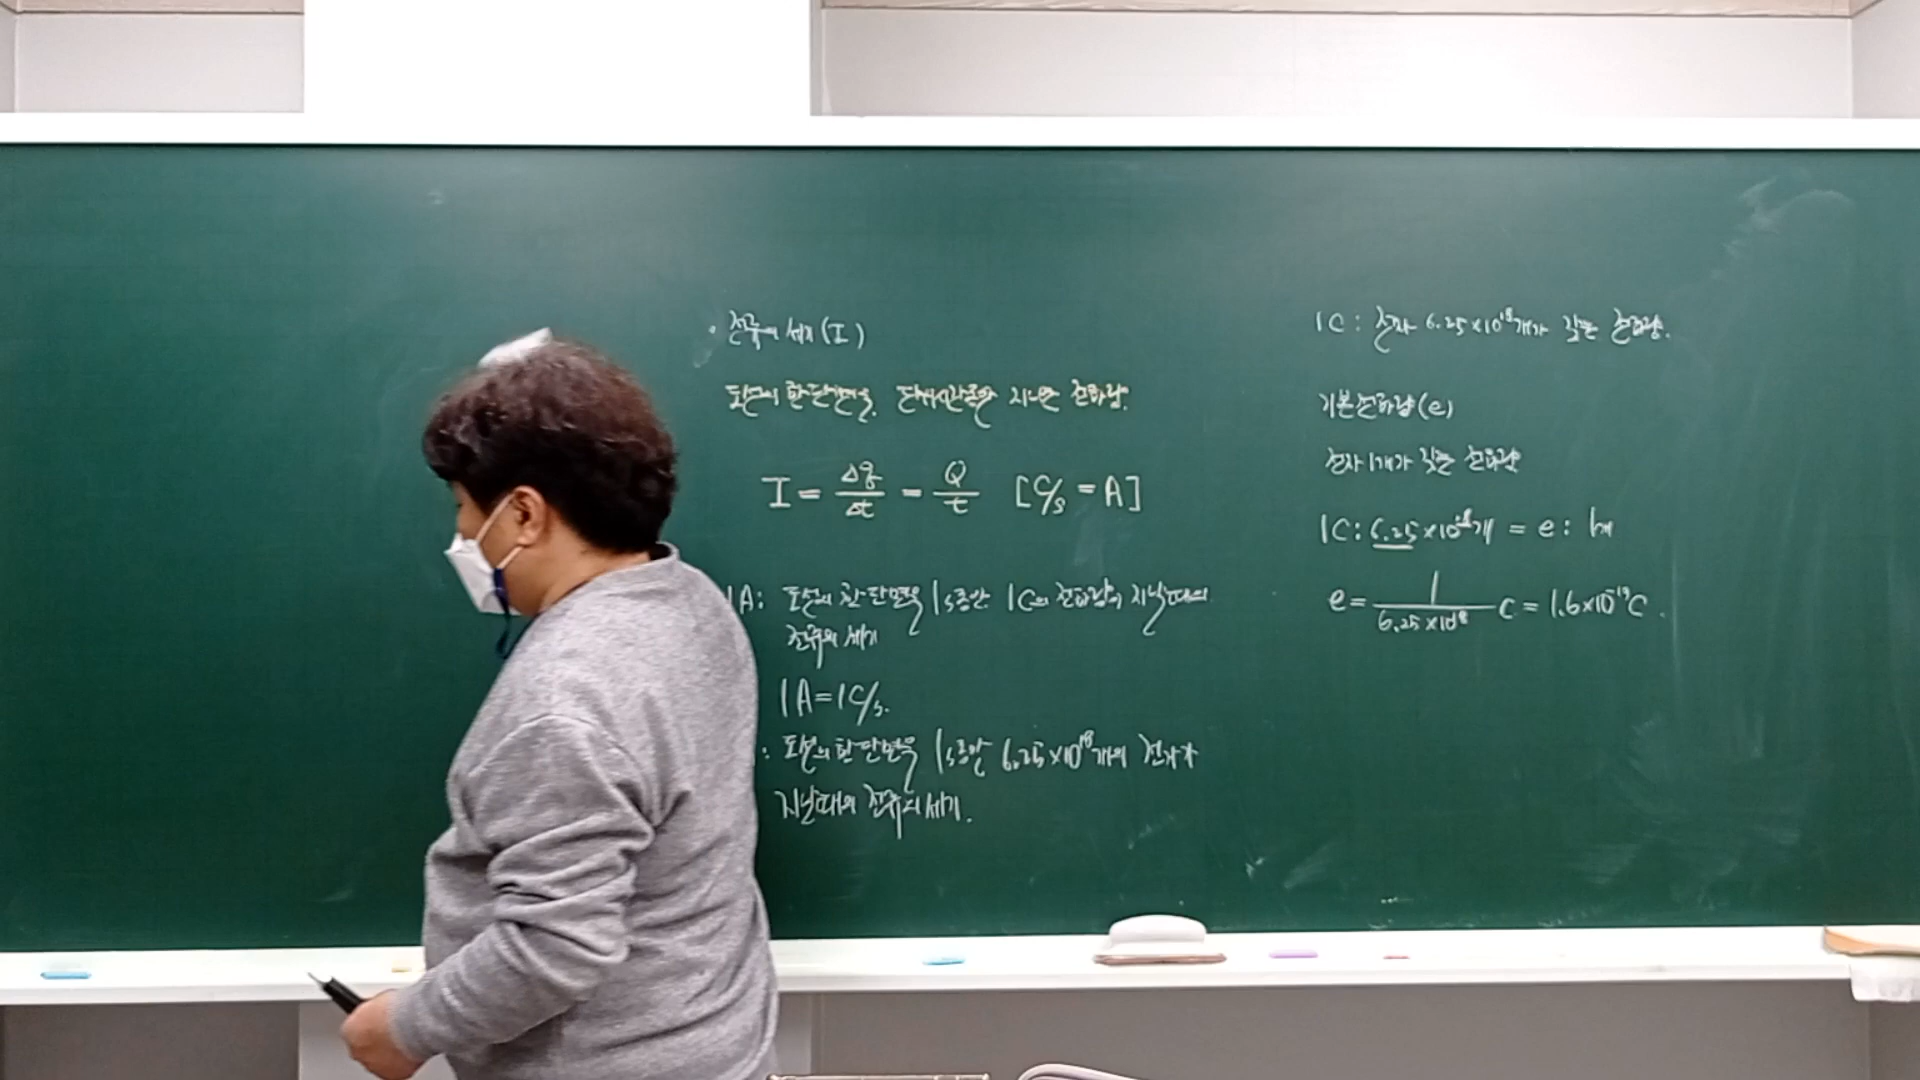 · 전류의 세기(I)
도선의 한 단면을, 단위시간동안 지나는 전하량.
I = Δq/Δt = Q/t [C/s = A]
1A: 도선의 한 단면을 1s동안 1C의 전하량이 지날때의
전류의 세기
1A = 1C/s.
: 도선의 한 단면을 1s동안 6.25×10¹⁸개의 전자가
지날때의 전류의 세기.
1C : 전자 6.25×10¹⁸개가 갖는 전하량.
기본전하량(e)
전자 1개가 갖는 전하량
1C : 6.25×10¹⁸개 = e : 1개
e = 1/6.25×10¹⁸ C = 1.6×10⁻¹⁹C.